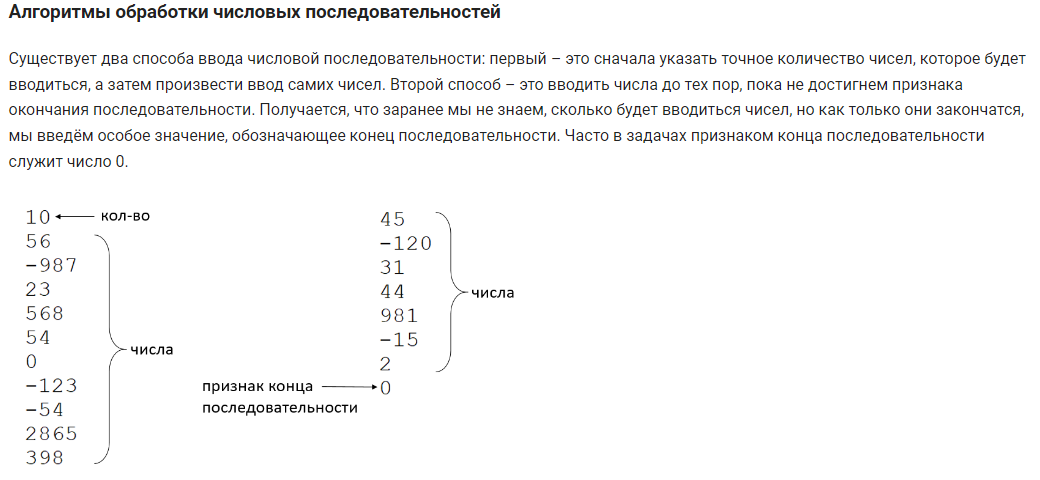 Алгоритмы обработки числовых последовательностей
Существует два способа ввода числовой последовательности: первый – это сначала указать точное количество чисел, которое будет
вводиться, а затем произвести ввод самих чисел. Второй способ – это вводить числа до тех пор, пока не достигнем признака
окончания последовательности. Получается, что заранее мы не знаем, сколько будет вводиться чисел, но как только они закончатся,
мы введём особое значение, обозначающее конец последовательности. Часто в задачах признаком конца последовательности
служит число 0.
10
кол-во
56
-987
23
568
54
0
-123
-54
2865
398
числа
45
-120
31
44
981
-15
2
0
числа
признак конца
последовательности